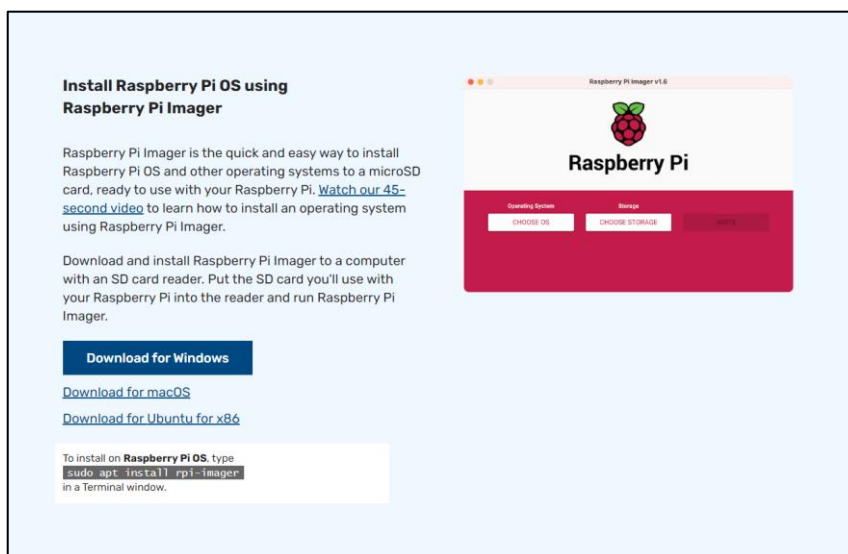 Install Raspberry Pi OS using
Raspberry Pi Imager
Raspberry Pi Imager is the quick and easy way to install
Raspberry Pi OS and other operating systems to a microSD
card, ready to use with your Raspberry Pi. Watch our 45-
second video to learn how to install an operating system
using Raspberry Pi Imager.
Download and install Raspberry Pi Imager to a computer
with an SD card reader. Put the SD card you'll use with
your Raspberry Pi into the reader and run Raspberry Pi
Imager.
Download for Windows
Download for macOS
Download for Ubuntu for x86
To install on Raspberry Pi OS, type
sudo apt install rpi-imager
in a Terminal window.
Raspberry Pi Imager v1.6
Raspberry Pi
Operating System Storage
CHOOSE OS CHOOSE STORAGE WRITE